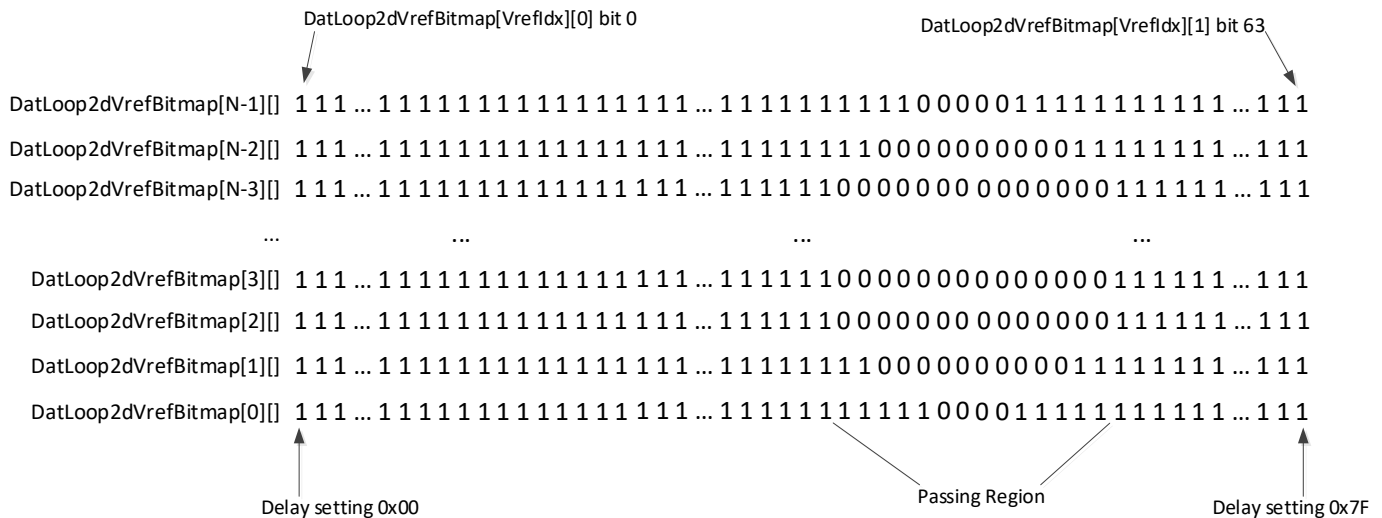 DatLoop2dVrefBitmap[VrefIdx][0] bit 0
DatLoop2dVrefBitmap[VrefIdx][1] bit 63
DatLoop2dVrefBitmap[N-1][] 1 1 1 ... 1 1 1 1 1 1 1 1 1 1 1 1 1 1 1 1 ... 1 1 1 1 1 1 1 1 1 1 0 0 0 0 0 1 1 1 1 1 1 1 1 1 1 1 ... 1 1 1
DatLoop2dVrefBitmap[N-2][] 1 1 1 ... 1 1 1 1 1 1 1 1 1 1 1 1 1 1 1 1 ... 1 1 1 1 1 1 1 1 0 0 0 0 0 0 0 0 0 0 1 1 1 1 1 1 1 1 ... 1 1 1
DatLoop2dVrefBitmap[N-3][] 1 1 1 ... 1 1 1 1 1 1 1 1 1 1 1 1 1 1 1 1 ... 1 1 1 1 1 1 0 0 0 0 0 0 0 0 0 0 0 0 0 0 1 1 1 1 1 1 ... 1 1 1
... ... ... ...
DatLoop2dVrefBitmap[3][] 1 1 1 ... 1 1 1 1 1 1 1 1 1 1 1 1 1 1 1 1 ... 1 1 1 1 1 1 0 0 0 0 0 0 0 0 0 0 0 0 0 0 1 1 1 1 1 1 ... 1 1 1
DatLoop2dVrefBitmap[2][] 1 1 1 ... 1 1 1 1 1 1 1 1 1 1 1 1 1 1 1 1 ... 1 1 1 1 1 1 0 0 0 0 0 0 0 0 0 0 0 0 0 0 1 1 1 1 1 1 ... 1 1 1
DatLoop2dVrefBitmap[1][] 1 1 1 ... 1 1 1 1 1 1 1 1 1 1 1 1 1 1 1 1 ... 1 1 1 1 1 1 1 1 0 0 0 0 0 0 0 0 0 0 1 1 1 1 1 1 1 1 ... 1 1 1
DatLoop2dVrefBitmap[0][] 1 1 1 ... 1 1 1 1 1 1 1 1 1 1 1 1 1 1 1 1 ... 1 1 1 1 1 1 1 1 1 1 1 0 0 0 0 1 1 1 1 1 1 1 1 1 1 1 ... 1 1 1
Passing Region
Delay setting 0x00
Delay setting 0x7F